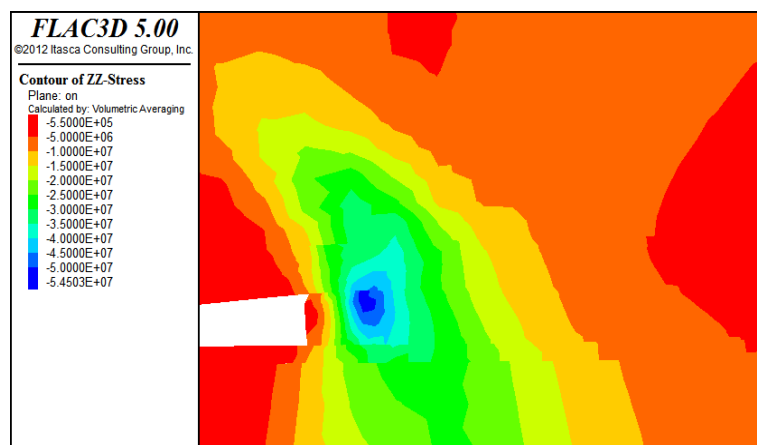 FLAC3D 5.00
©2012 Itasca Consulting Group, Inc.
Contour of ZZ-Stress
Plane: on
Calculated by: Volumetric Averaging
-5.5000E+05
-5.0000E+06
-1.0000E+07
-1.5000E+07
-2.0000E+07
-2.5000E+07
-3.0000E+07
-3.5000E+07
-4.0000E+07
-4.5000E+07
-5.0000E+07
-5.4503E+07